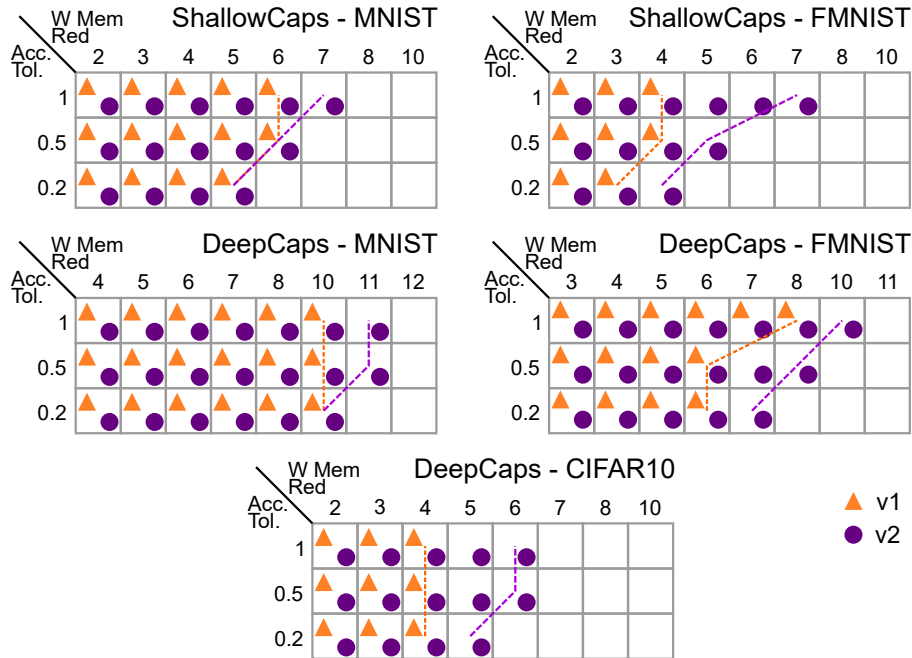 ShallowCaps - MNIST
W Mem
Red
Acc.
Tol.
2 3 4 5 6 7 8 10
1
0.5
0.2
ShallowCaps - FMNIST
W Mem
Red
Acc.
Tol.
2 3 4 5 6 7 8 10
1
0.5
0.2
DeepCaps - MNIST
W Mem
Red
Acc.
Tol.
4 5 6 7 8 10 11 12
1
0.5
0.2
DeepCaps - FMNIST
W Mem
Red
Acc.
Tol.
3 4 5 6 7 8 10 11
1
0.5
0.2
DeepCaps - CIFAR10
W Mem
Red
Acc.
Tol.
2 3 4 5 6 7 8 10
1
0.5
0.2
v1
v2